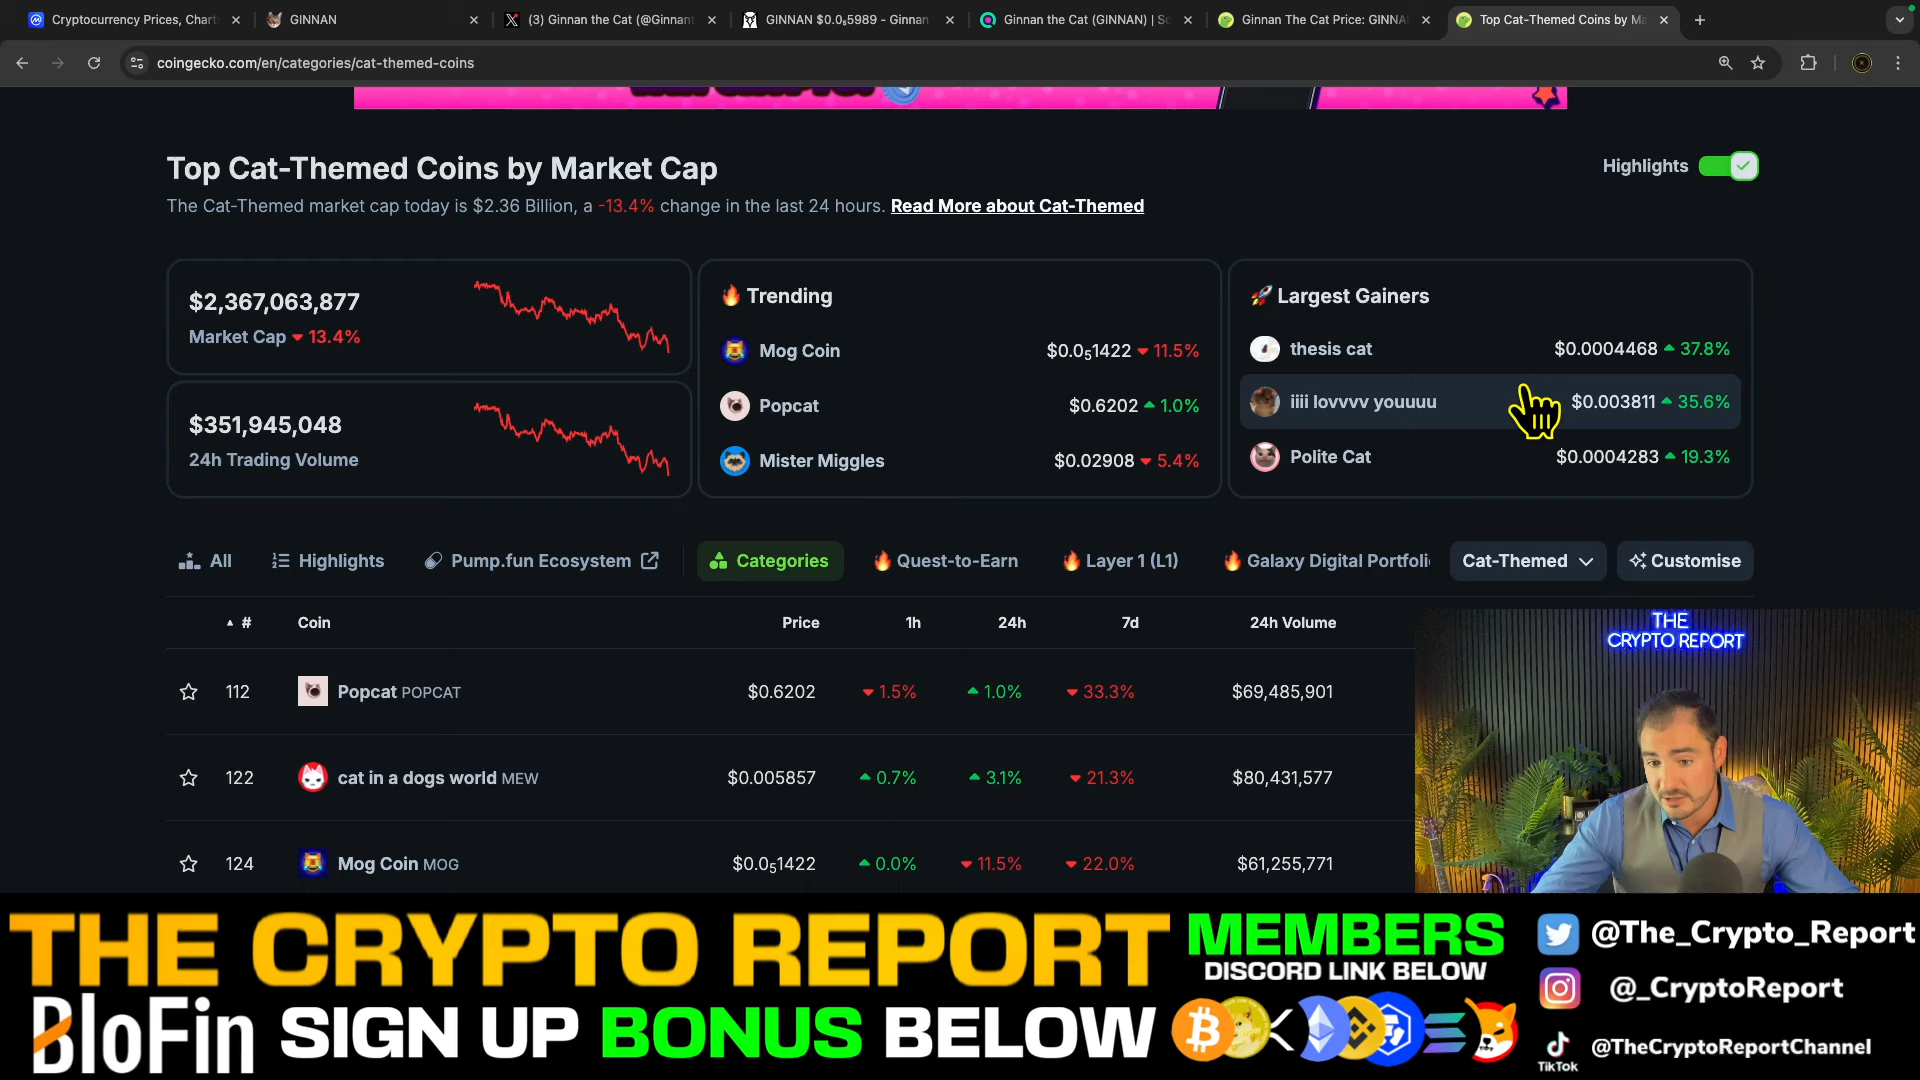 Cryptocurrency Prices, Chart
GINNAN
(3) Ginnan the Cat (@Ginnant
GINNAN $0.0₅5989 - Ginnan
Ginnan the Cat (GINNAN) | So
Ginnan The Cat Price: GINNA
Top Cat-Themed Coins by Ma
coingecko.com/en/categories/cat-themed-coins
Top Cat-Themed Coins by Market Cap
Highlights
The Cat-Themed market cap today is $2.36 Billion, a -13.4% change in the last 24 hours. Read More about Cat-Themed
$2,367,063,877
Market Cap 13.4%
$351,945,048
24h Trading Volume
Trending
Mog Coin $0.0₅1422 11.5%
Popcat $0.6202 1.0%
Mister Miggles $0.02908 5.4%
Largest Gainers
thesis cat $0.0004468 37.8%
iiii lovvvv youuuu $0.003811 35.6%
Polite Cat $0.0004283 19.3%
All Highlights Pump.fun Ecosystem Categories Quest-to-Earn Layer 1 (L1) Galaxy Digital Portfoli Cat-Themed Customise
# Coin Price 1h 24h 7d 24h Volume
112 Popcat POPCAT $0.6202 1.5% 1.0% 33.3% $69,485,901
122 cat in a dogs world MEW $0.005857 0.7% 3.1% 21.3% $80,431,577
124 Mog Coin MOG $0.0₅1422 0.0% 11.5% 22.0% $61,255,771
THE
CRYPTO REPORT
THE CRYPTO REPORT
BloFin SIGN UP BONUS BELOW
MEMBERS
DISCORD LINK BELOW
@The_Crypto_Report
@_CryptoReport
TikTok @TheCryptoReportChannel